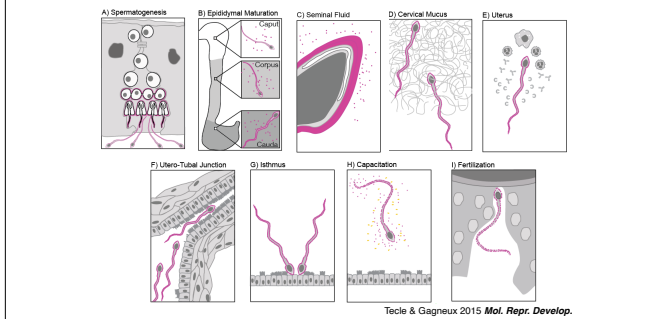 A) Spermatogenesis
B) Epididymal Maturation
Caput
Corpus
Cauda
C) Seminal Fluid
D) Cervical Mucus
E) Uterus
F) Utero-Tubal Junction
G) Isthmus
H) Capacitation
I) Fertilization
Tecle & Gagneux 2015 Mol. Repr. Develop.